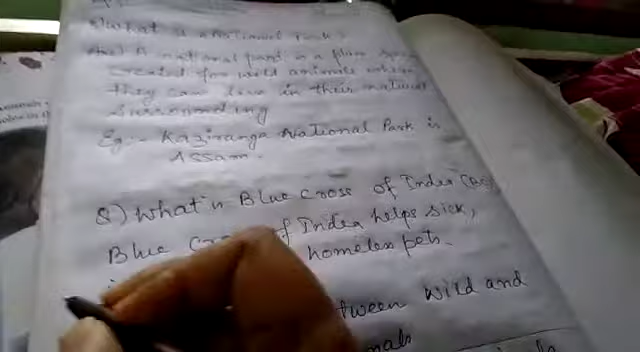 What is a National Park?
Ans) A national park is a place
created for wild animals where
they can live in their natural
surrounding
Eg:- Kaziranga National Park in
Assam.
Q) What is Blue Cross of India
Blue of India helps sick,
homeless pets.
between wild and